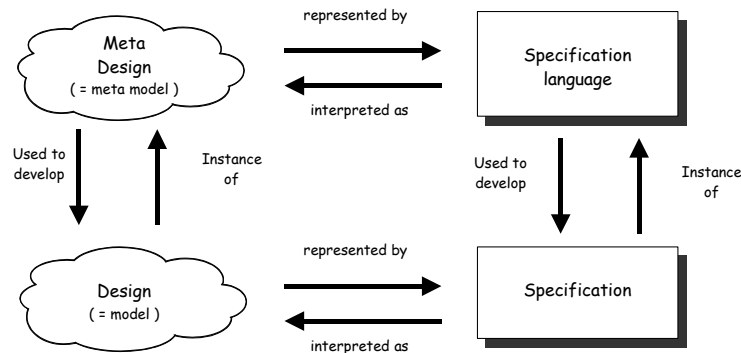 represented by
Meta
Design
( = meta model )
Specification
language
interpreted as
Used to
develop
Instance
of
Used to
develop
Instance
of
represented by
Design
( = model )
Specification
interpreted as